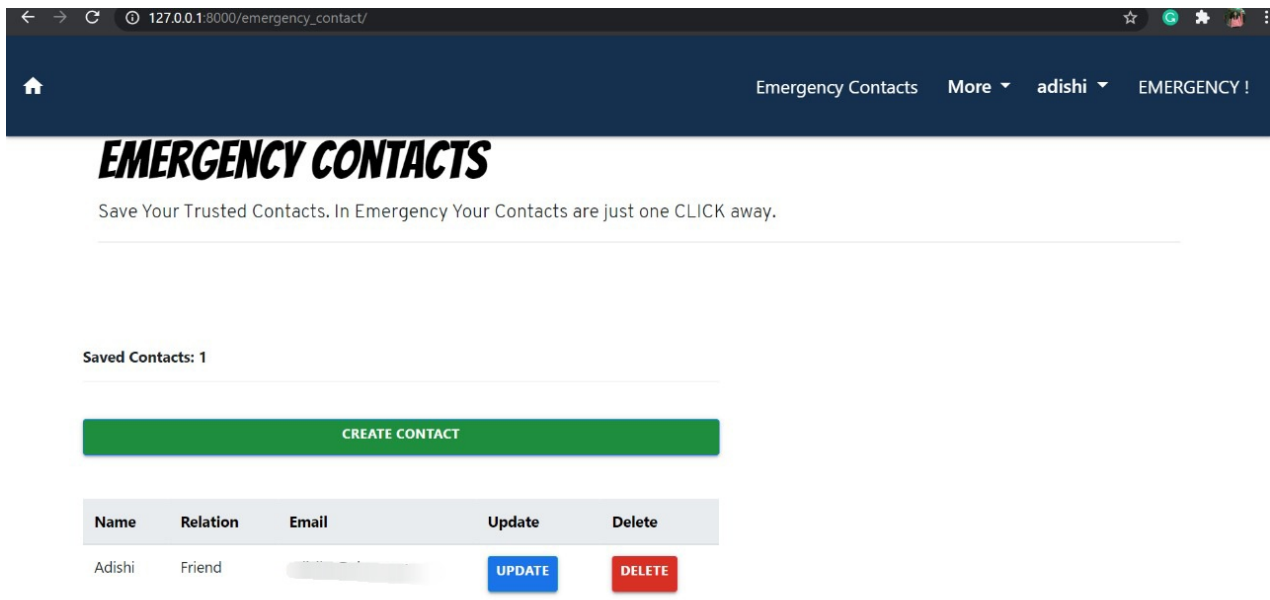 127.0.0.1:8000/emergency_contact/
Emergency Contacts More adishi EMERGENCY !
EMERGENCY CONTACTS
Save Your Trusted Contacts. In Emergency Your Contacts are just one CLICK away.
Saved Contacts: 1
CREATE CONTACT
Name Relation Email Update Delete
Adishi Friend UPDATE DELETE